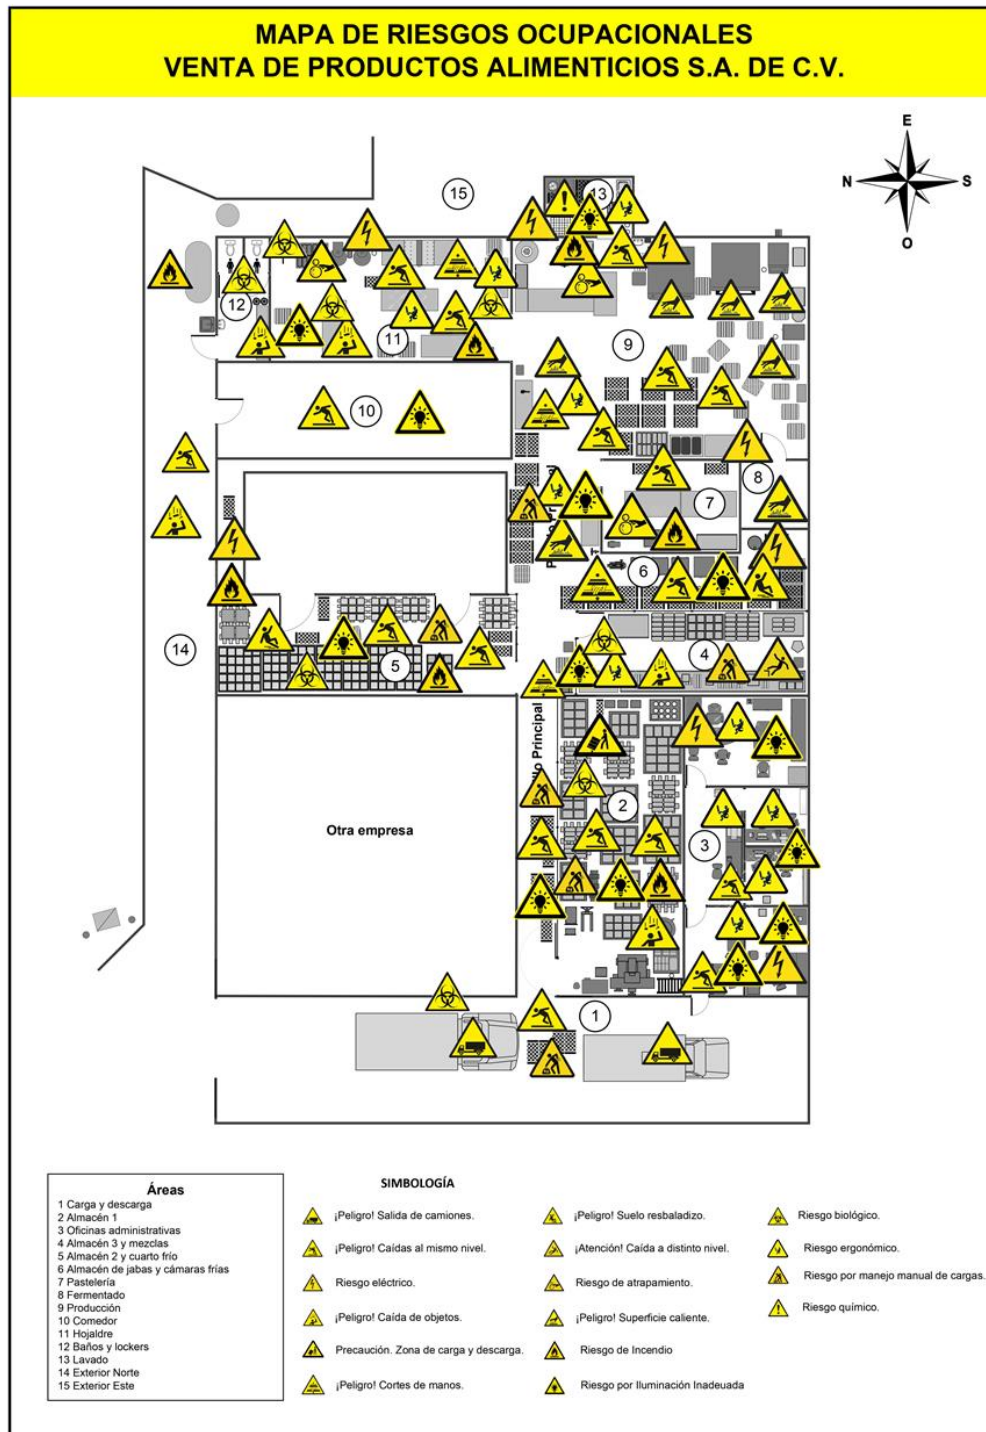 MAPA DE RIESGOS OCUPACIONALES
VENTA DE PRODUCTOS ALIMENTICIOS S.A. DE C.V.
E
N
S
O
15
13
12
11
9
10
8
7
6
14
5
4
Principal
2
Otra empresa
3
1
Áreas
1 Carga y descarga
2 Almacén 1
3 Oficinas administrativas
4 Almacén 3 y mezclas
5 Almacén 2 y cuarto frío
6 Almacén de jabas y cámaras frías
7 Pastelería
8 Fermentado
9 Producción
10 Comedor
11 Hojaldre
12 Baños y lockers
13 Lavado
14 Exterior Norte
15 Exterior Este
SIMBOLOGÍA
¡Peligro! Salida de camiones.
¡Peligro! Caídas al mismo nivel.
Riesgo eléctrico.
¡Peligro! Caída de objetos.
Precaución. Zona de carga y descarga.
¡Peligro! Cortes de manos.
¡Peligro! Suelo resbaladizo.
¡Atención! Caída a distinto nivel.
Riesgo de atrapamiento.
¡Peligro! Superficie caliente.
Riesgo de Incendio
Riesgo por Iluminación Inadeuada
Riesgo biológico.
Riesgo ergonómico.
Riesgo por manejo manual de cargas.
Riesgo químico.